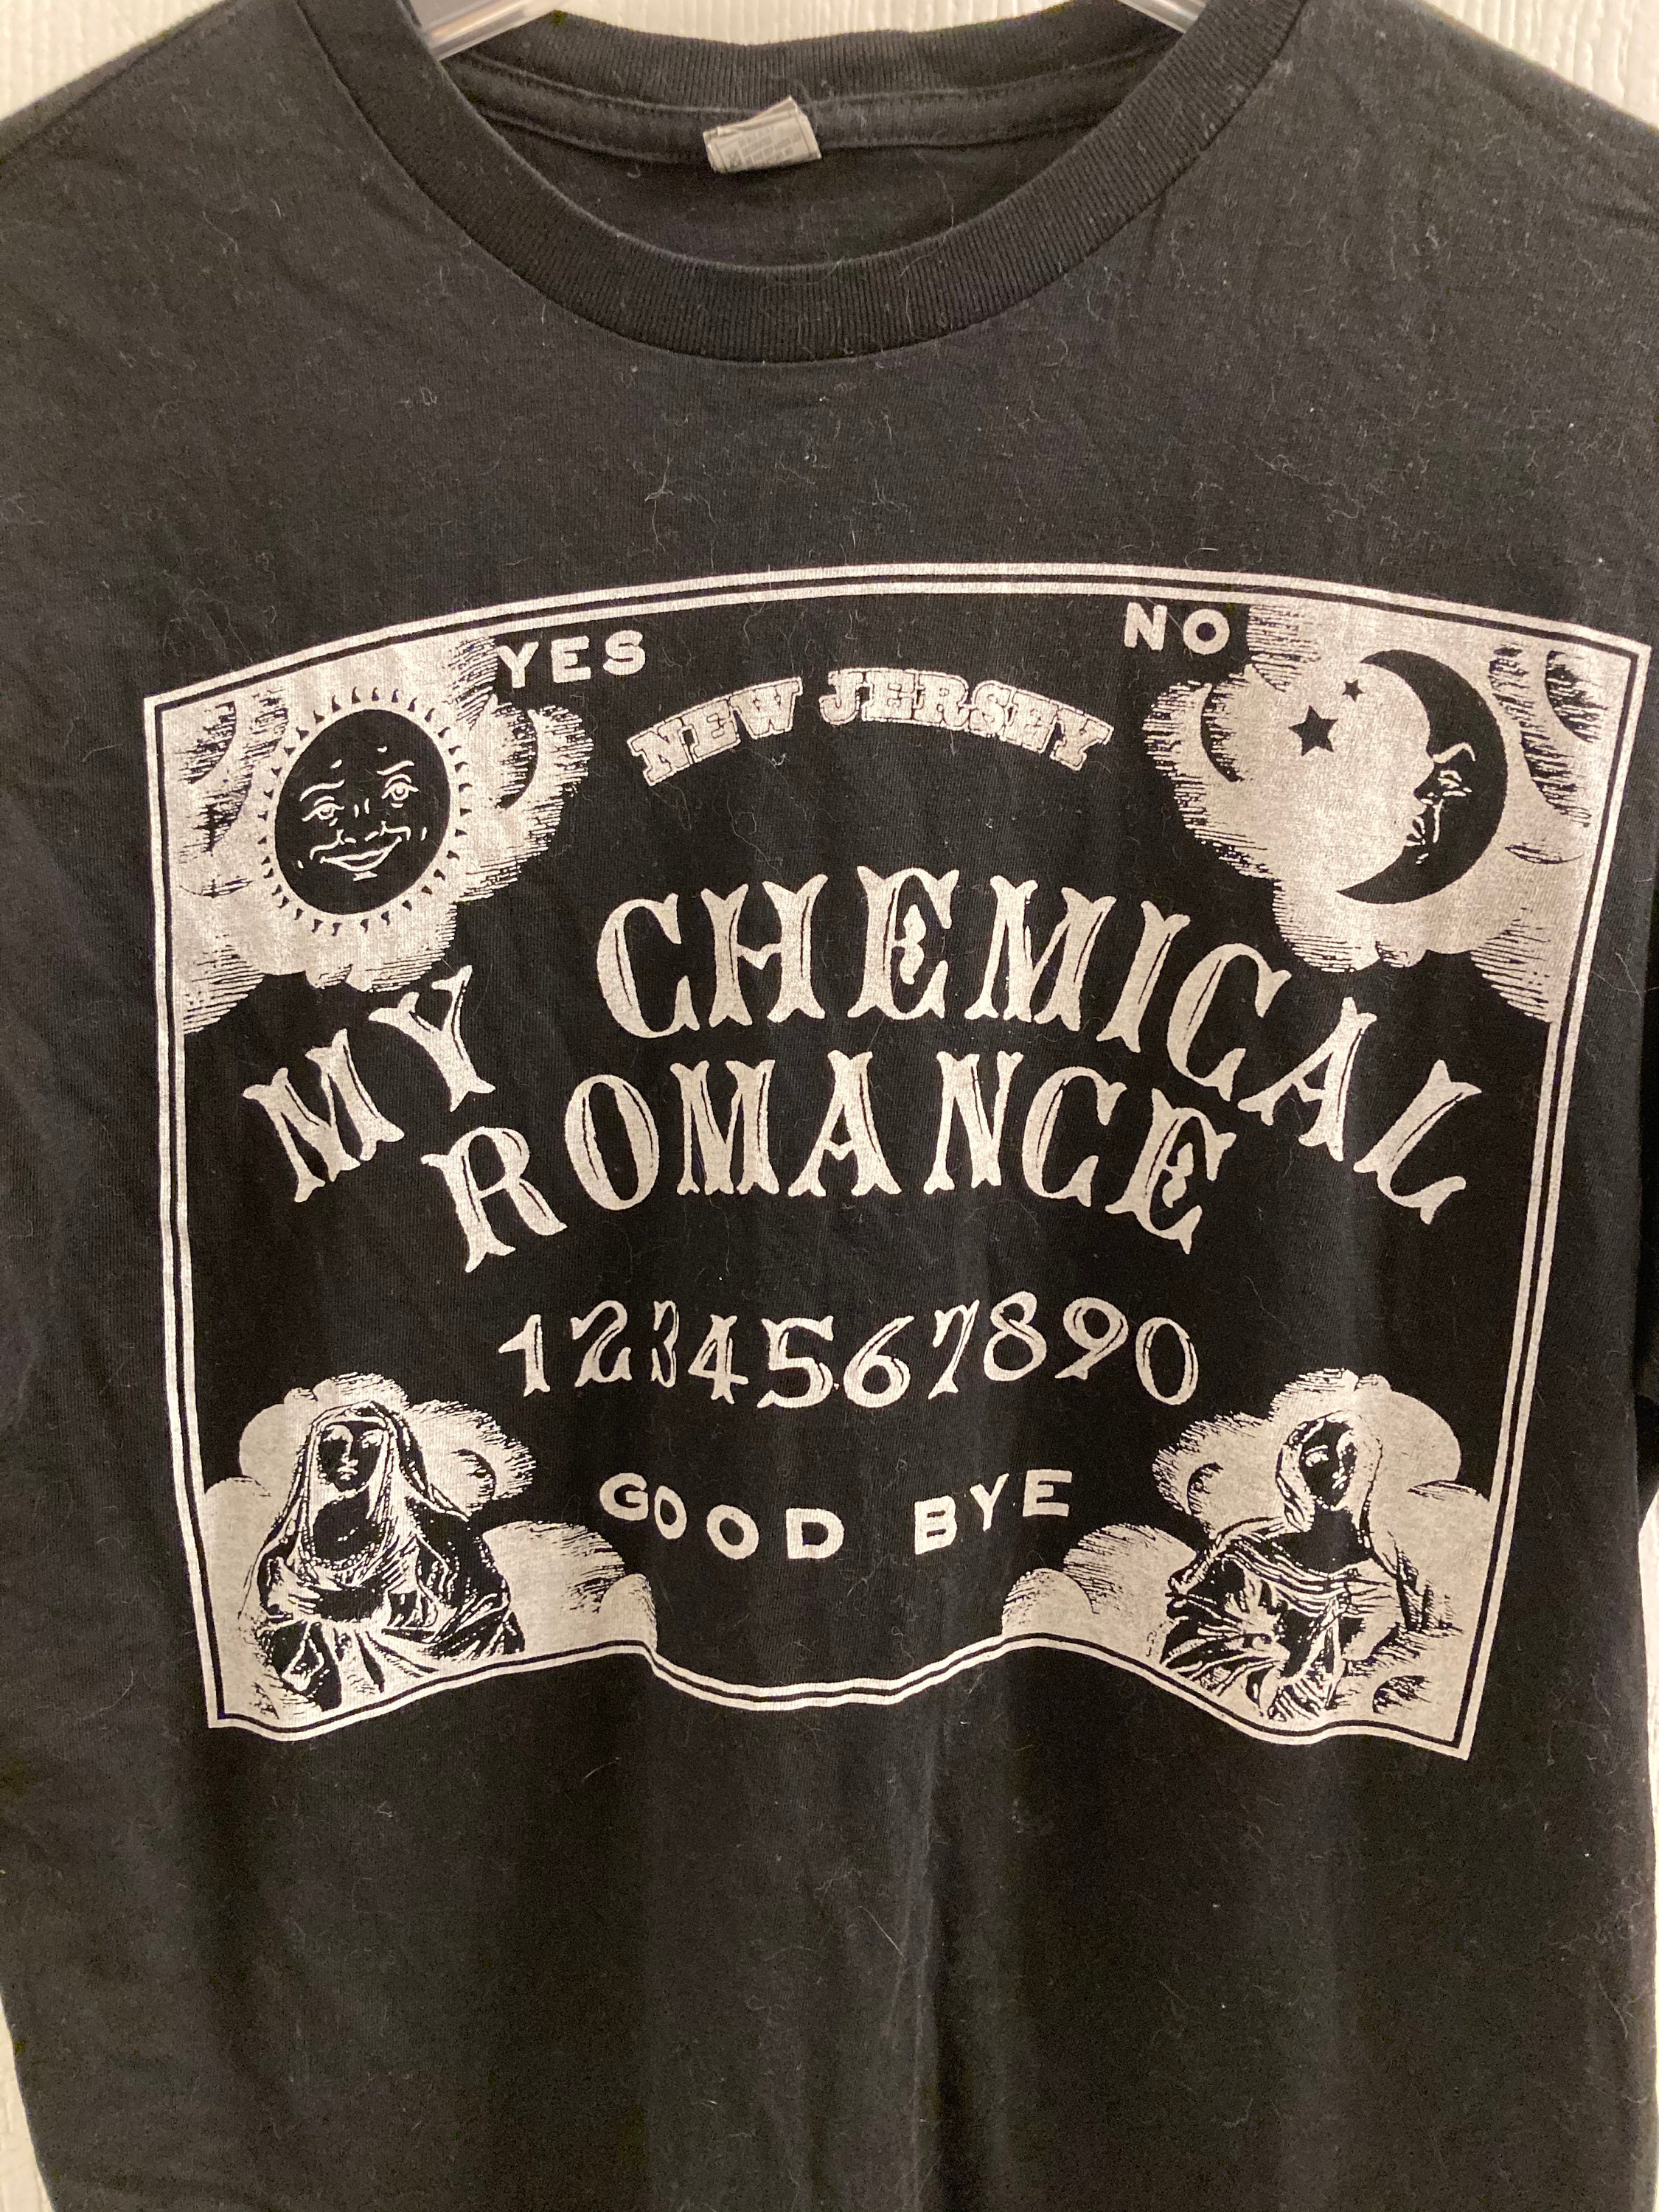 YES NO
NEW JERSEY
MY CHEMICAL
ROMANCE
1234567890
GOOD BYE